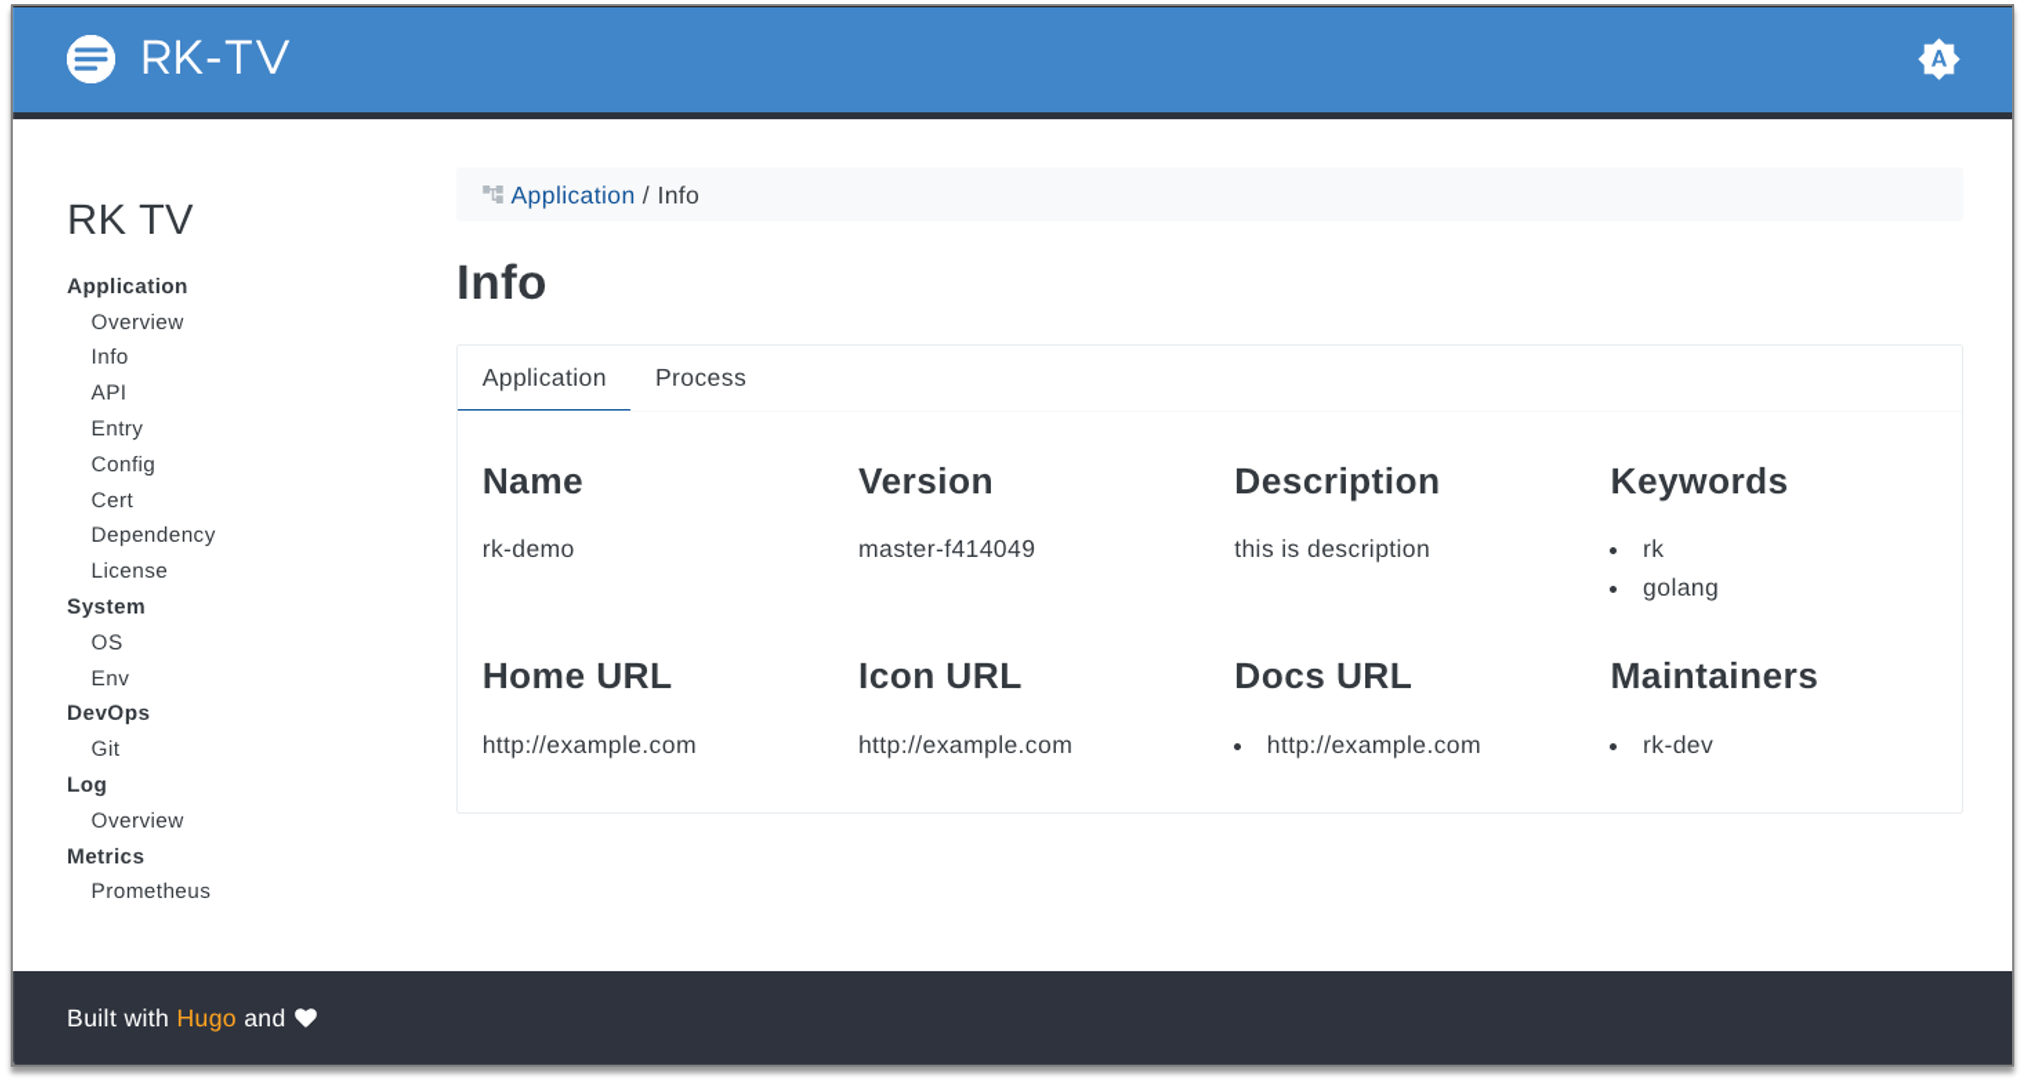 RK-TV
A
RK TV
Application
Overview
Info
API
Entry
Config
Cert
Dependency
License
System
OS
Env
DevOps
Git
Log
Overview
Metrics
Prometheus
Application / Info
Info
Application Process
Name Version Description Keywords
rk-demo master-f414049 this is description • rk
• golang
Home URL Icon URL Docs URL Maintainers
http://example.com http://example.com • http://example.com • rk-dev
Built with Hugo and ♥